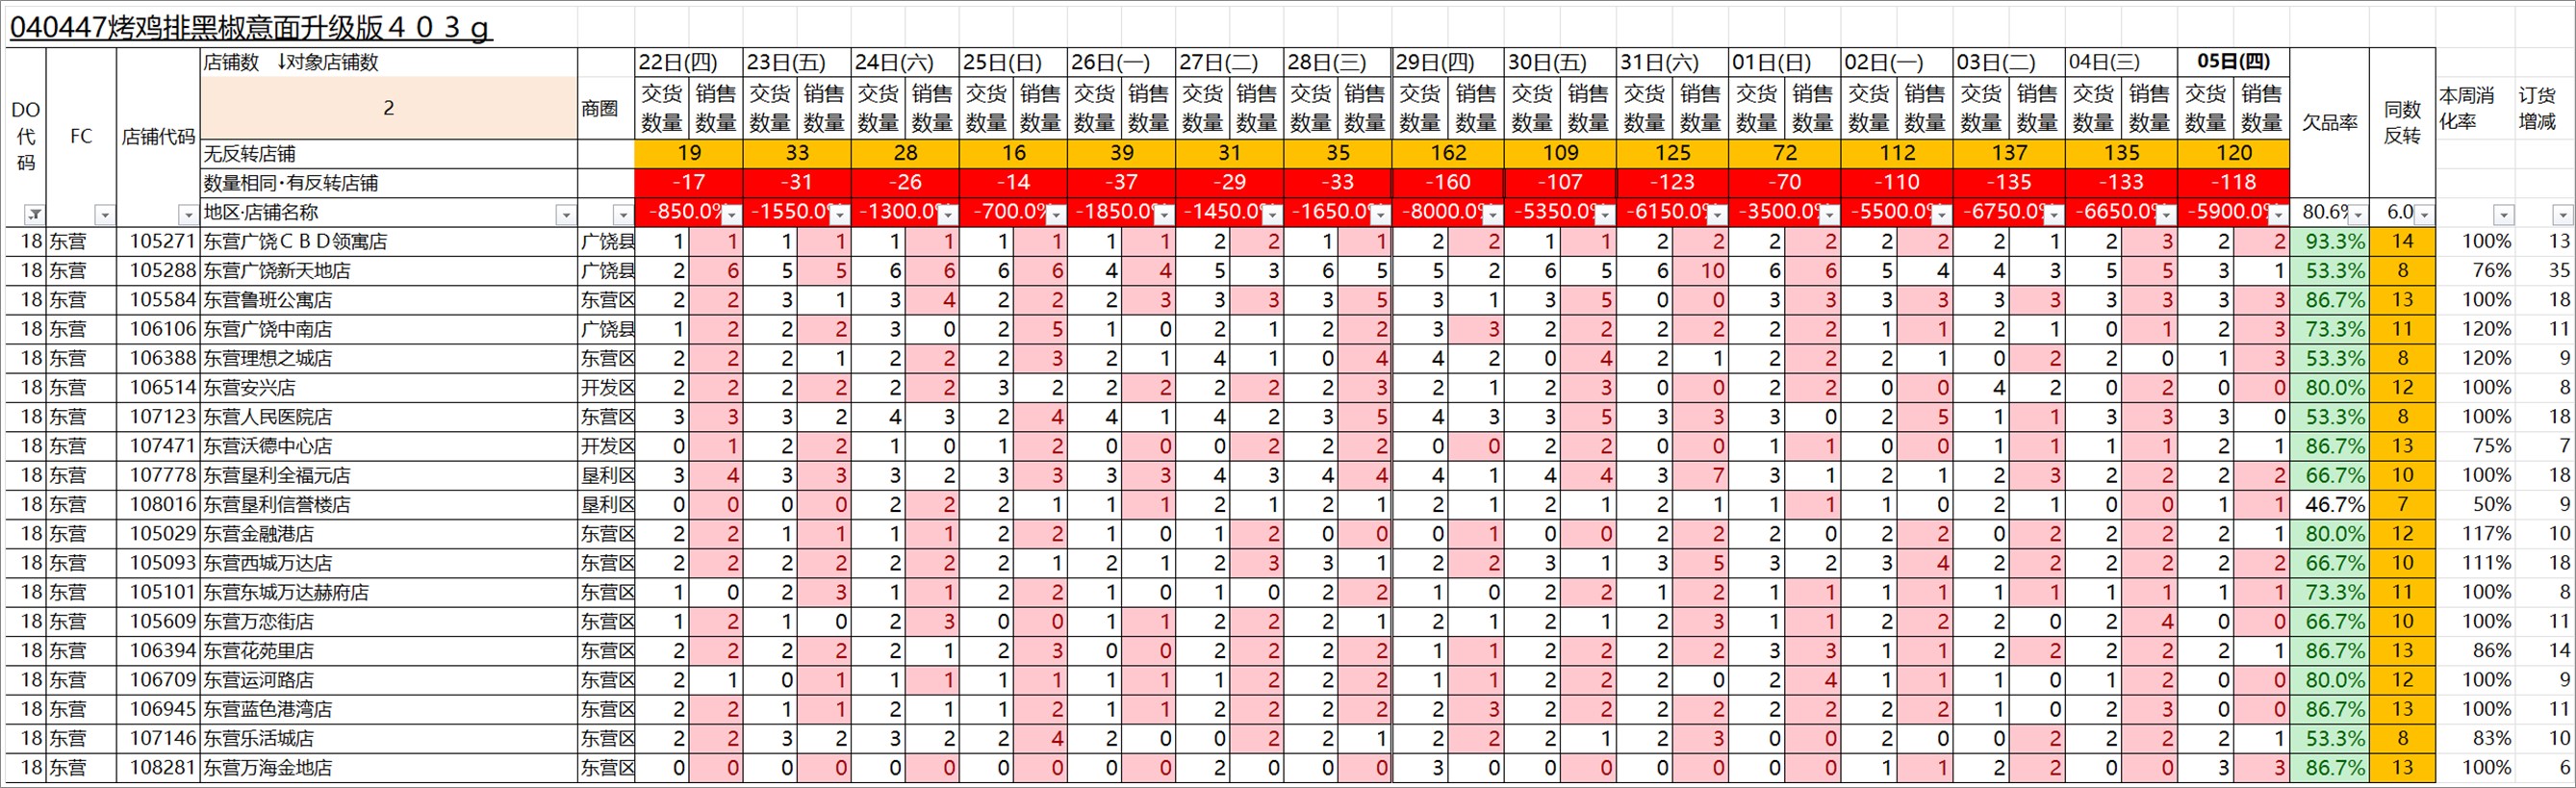 040447烤鸡排黑椒意面升级版４０３ｇ
DO代码 FC 店铺代码 店铺数 ↓对象店铺数 商圈 22日(四) 23日(五) 24日(六) 25日(日) 26日(一) 27日(二) 28日(三) 29日(四) 30日(五) 31日(六) 01日(日) 02日(一) 03日(二) 04日(三) 05日(四) 欠品率 同数反转 本周消化率 订货增减
2 交货数量 销售数量 交货数量 销售数量 交货数量 销售数量 交货数量 销售数量 交货数量 销售数量 交货数量 销售数量 交货数量 销售数量 交货数量 销售数量 交货数量 销售数量 交货数量 销售数量 交货数量 销售数量 交货数量 销售数量 交货数量 销售数量 交货数量 销售数量 交货数量 销售数量
无反转店铺 19 33 28 16 39 31 35 162 109 125 72 112 137 135 120
数量相同·有反转店铺 -17 -31 -26 -14 -37 -29 -33 -160 -107 -123 -70 -110 -135 -133 -118
地区·店铺名称 -850.0% -1550.0% -1300.0% -700.0% -1850.0% -1450.0% -1650.0% -8000.0% -5350.0% -6150.0% -3500.0% -5500.0% -6750.0% -6650.0% -5900.0% 80.6% 6.0
18 东营 105271 东营广饶ＣＢＤ领寓店 广饶县 1 1 1 1 1 1 1 1 1 1 2 2 1 1 2 2 1 1 2 2 2 2 2 2 2 1 2 3 2 2 93.3% 14 100% 13
18 东营 105288 东营广饶新天地店 广饶县 2 6 5 5 6 6 6 6 4 4 5 3 6 5 5 2 6 5 6 10 6 6 5 4 4 3 5 5 3 1 53.3% 8 76% 35
18 东营 105584 东营鲁班公寓店 东营区 2 2 3 1 3 4 2 2 2 3 3 3 3 5 3 1 3 5 0 0 3 3 3 3 3 3 3 3 3 3 86.7% 13 100% 18
18 东营 106106 东营广饶中南店 广饶县 1 2 2 2 3 0 2 5 1 0 2 1 2 2 3 3 2 2 2 2 2 2 1 1 2 1 0 1 2 3 73.3% 11 120% 11
18 东营 106388 东营理想之城店 东营区 2 2 2 1 2 2 2 3 2 1 4 1 0 4 4 2 0 4 2 1 2 2 2 1 0 2 2 0 1 3 53.3% 8 120% 9
18 东营 106514 东营安兴店 开发区 2 2 2 2 2 2 3 2 2 2 2 2 2 3 2 1 2 3 0 0 2 2 0 0 4 2 0 2 0 0 80.0% 12 100% 8
18 东营 107123 东营人民医院店 东营区 3 3 3 2 4 3 2 4 4 1 4 2 3 5 4 3 3 5 3 3 3 0 2 5 1 1 3 3 3 0 53.3% 8 100% 18
18 东营 107471 东营沃德中心店 开发区 0 1 2 2 1 0 1 2 0 0 0 2 2 2 0 0 2 2 0 0 1 1 0 0 1 1 1 1 2 1 86.7% 13 75% 7
18 东营 107778 东营垦利全福元店 垦利区 3 4 3 3 3 2 3 3 3 3 4 3 4 4 4 1 4 4 3 7 3 1 2 1 2 3 2 2 2 2 66.7% 10 100% 18
18 东营 108016 东营垦利信誉楼店 垦利区 0 0 0 0 2 2 2 1 1 1 2 1 2 1 2 1 2 1 2 1 1 1 1 0 2 1 0 0 1 1 46.7% 7 50% 9
18 东营 105029 东营金融港店 东营区 2 2 1 1 1 1 2 2 1 0 1 2 0 0 0 1 0 0 2 2 2 0 2 2 0 2 2 2 2 1 80.0% 12 117% 10
18 东营 105093 东营西城万达店 东营区 2 2 2 2 2 2 2 1 2 1 2 3 3 1 2 2 3 1 3 5 3 2 3 4 2 2 2 2 2 2 66.7% 10 111% 18
18 东营 105101 东营东城万达赫府店 东营区 1 0 2 3 1 1 2 2 1 0 1 0 2 2 1 0 2 2 1 2 1 1 1 1 1 1 1 1 1 1 73.3% 11 100% 8
18 东营 105609 东营万恋街店 东营区 1 2 1 0 2 3 0 0 1 1 2 2 2 1 2 1 2 1 2 3 1 1 2 2 2 0 2 4 0 0 66.7% 10 100% 11
18 东营 106394 东营花苑里店 东营区 2 2 2 2 2 1 2 3 0 0 2 2 2 2 1 1 2 2 2 2 3 3 1 1 2 2 2 2 2 1 86.7% 13 86% 14
18 东营 106709 东营运河路店 东营区 2 1 0 1 1 1 1 1 1 1 1 2 2 2 1 1 2 2 2 0 2 4 1 1 1 0 1 2 0 0 80.0% 12 100% 9
18 东营 106945 东营蓝色港湾店 东营区 2 2 1 1 2 1 1 2 1 1 2 2 2 2 2 3 2 2 2 2 2 2 2 2 1 0 2 3 0 0 86.7% 13 100% 11
18 东营 107146 东营乐活城店 东营区 2 2 3 2 3 2 2 4 2 0 0 2 2 1 2 2 2 1 2 3 0 0 2 0 0 2 2 2 2 1 53.3% 8 83% 10
18 东营 108281 东营万海金地店 东营区 0 0 0 0 0 0 0 0 0 0 2 0 0 0 3 0 0 0 0 0 0 0 1 1 2 2 0 0 3 3 86.7% 13 100% 6